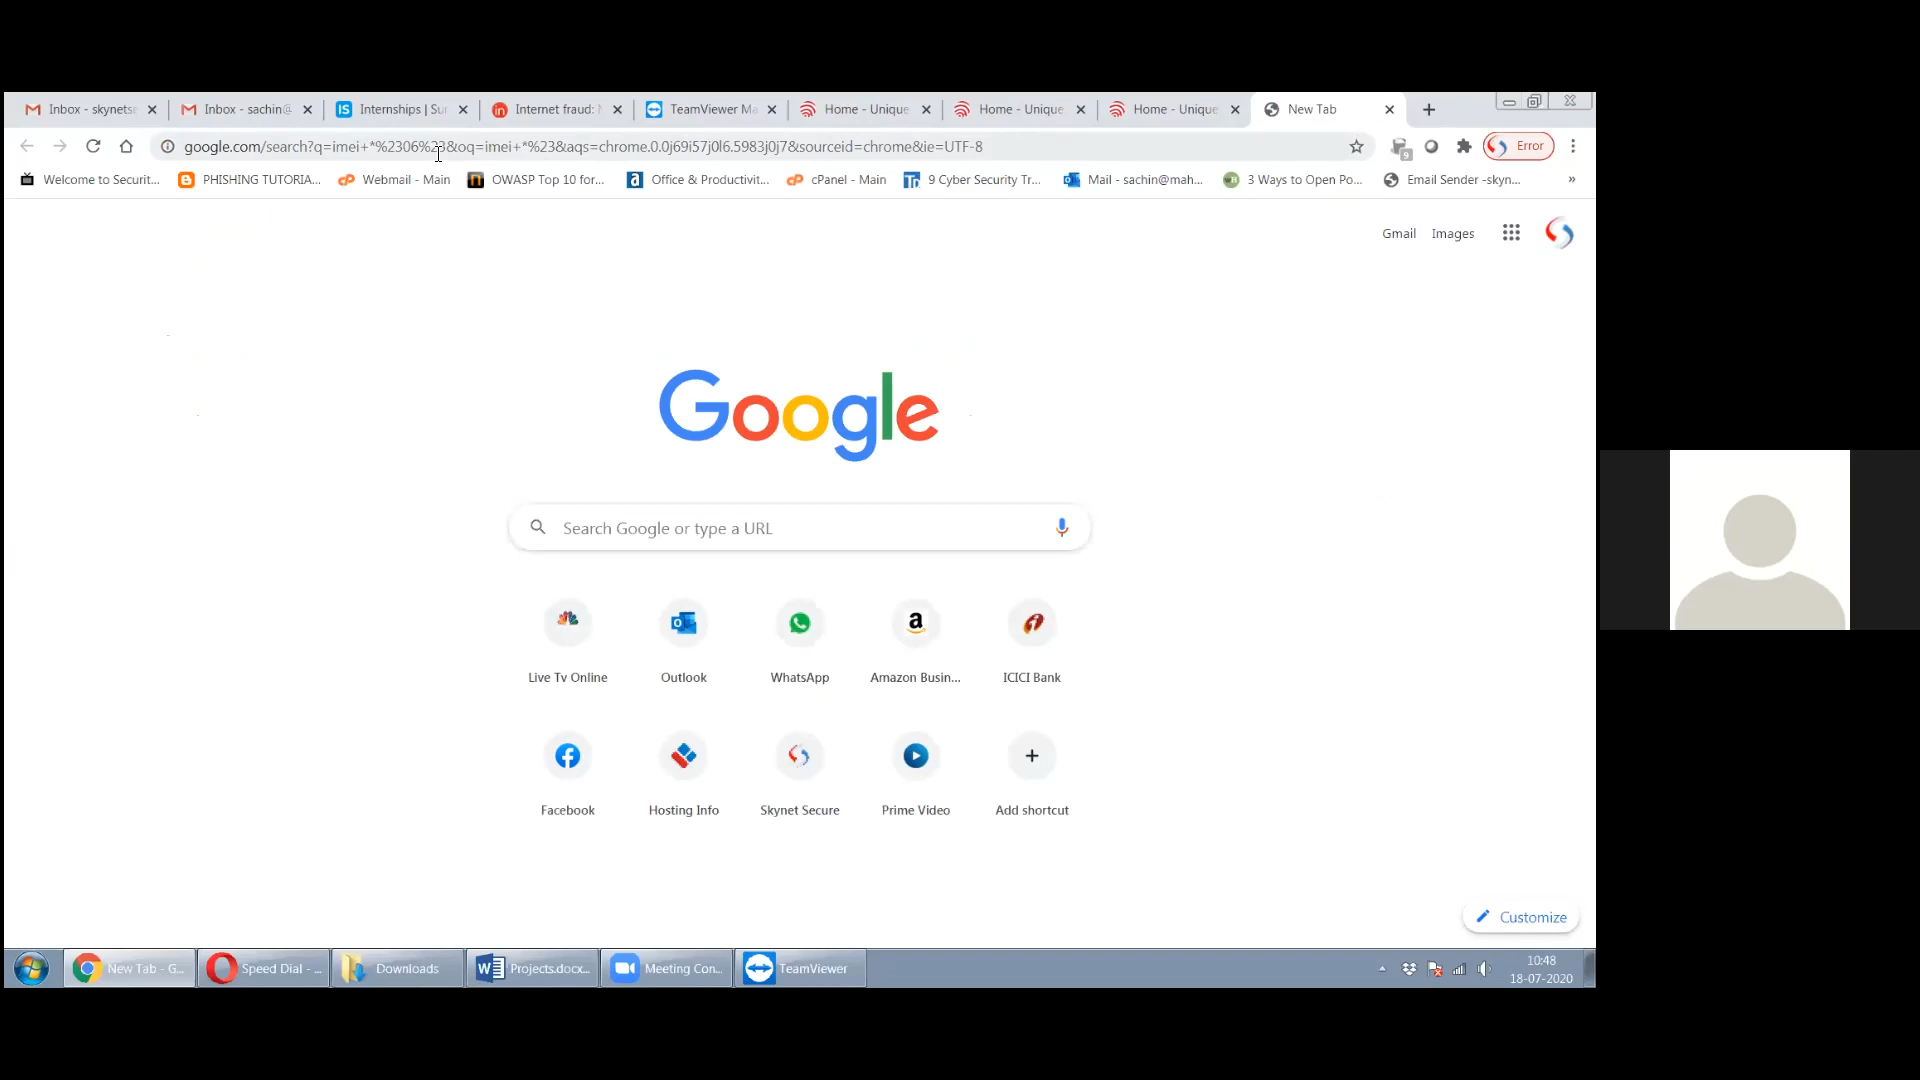 Inbox - skynetse
Inbox - sachin@
Internships | Sur
Internet fraud: N
TeamViewer Ma
Home - Unique
Home - Unique
Home - Unique
New Tab
google.com/search?q=imei+*%2306%23&oq=imei+*%23&aqs=chrome.0.0j69i57j0l6.5983j0j7&sourceid=chrome&ie=UTF-8
9
Error
Welcome to Securit...
PHISHING TUTORIA...
Webmail - Main
OWASP Top 10 for...
Office & Productivit...
cPanel - Main
9 Cyber Security Tr...
Mail - sachin@mah...
3 Ways to Open Po...
Email Sender -skyn...
»
Gmail Images
Google
Search Google or type a URL
Live Tv Online
Outlook
WhatsApp
Amazon Busin...
ICICI Bank
Facebook
Hosting Info
Skynet Secure
Prime Video
Add shortcut
Customize
New Tab - G...
Speed Dial - ...
Downloads
Projects.docx...
Meeting Con...
TeamViewer
10:48
18-07-2020